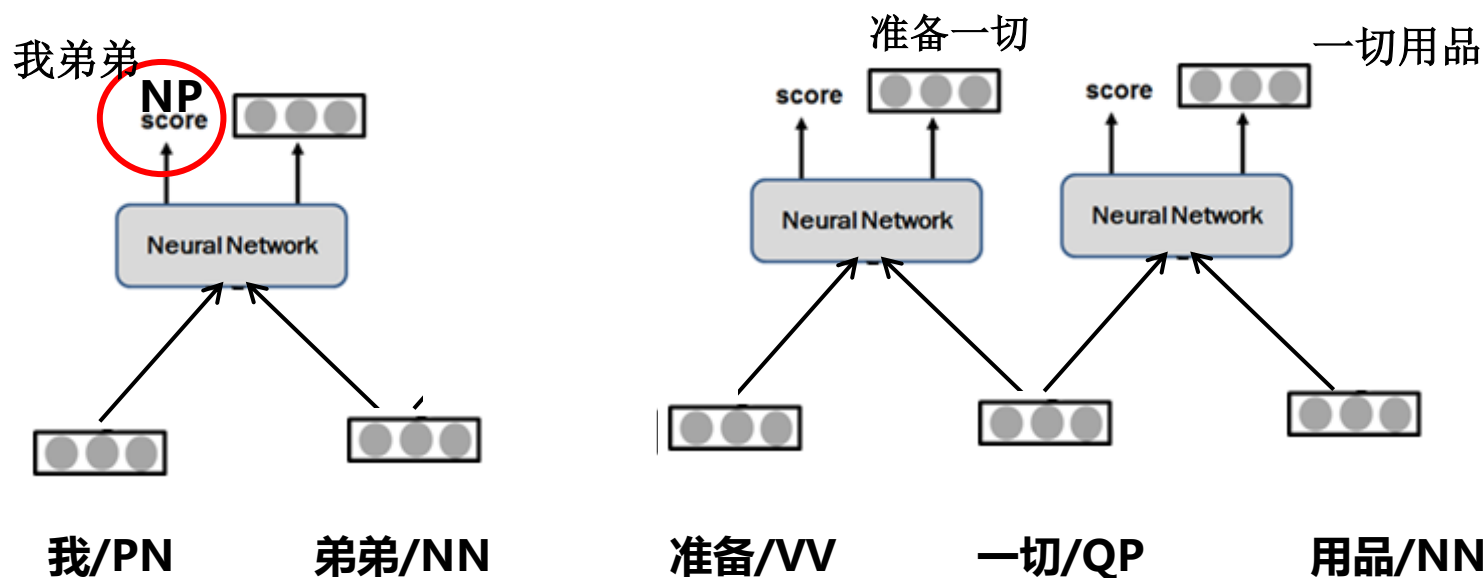 我弟弟
准备一切
一切用品
NP
score
score
score
Neural Network
Neural Network
Neural Network
我/PN
弟弟/NN
准备/VV
一切/QP
用品/NN